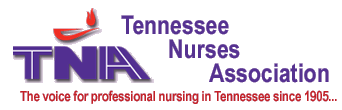 Tennessee
Nurses
Association
TNA
The voice for professional nursing in Tennessee since 1905...